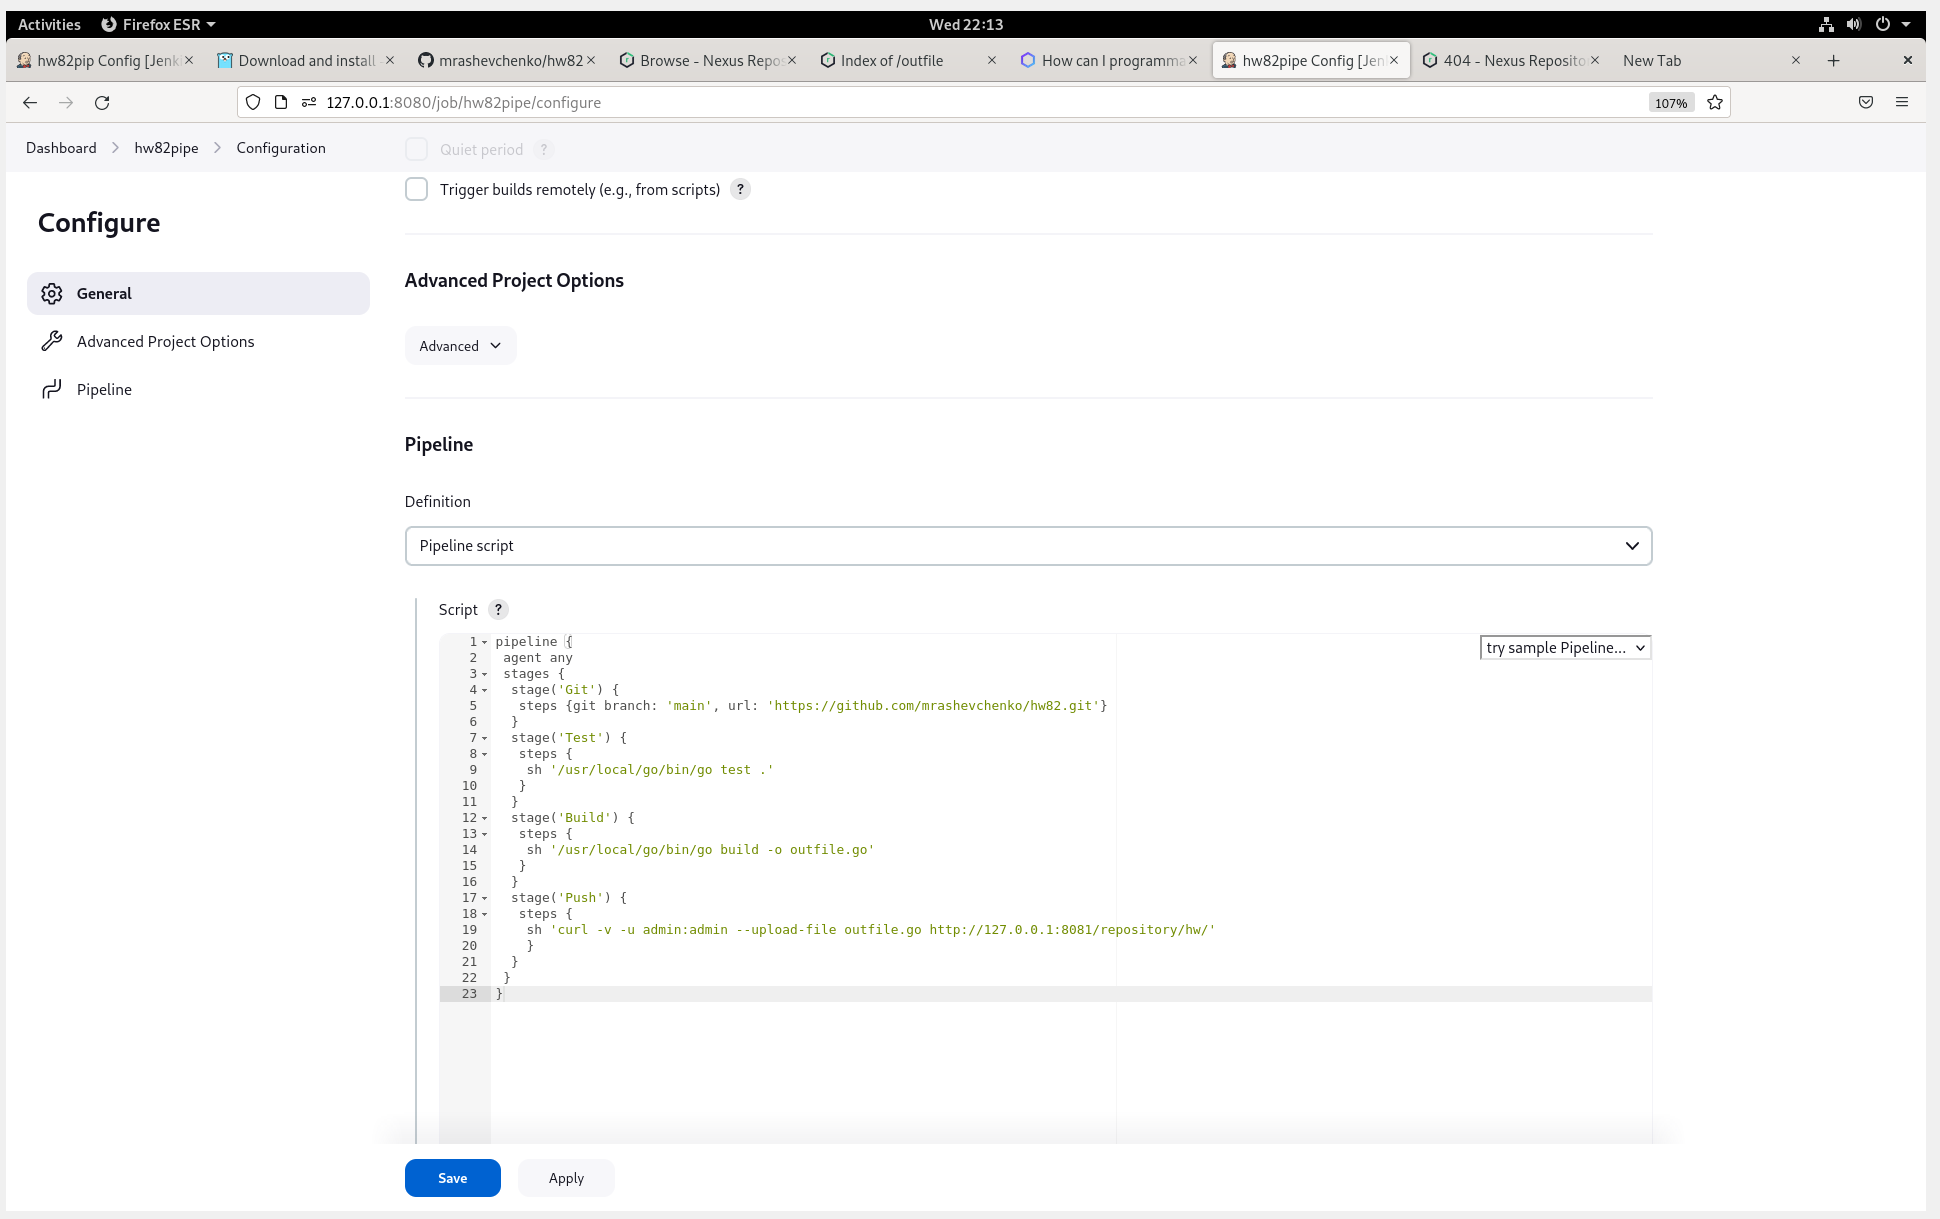 Activities Firefox ESR Wed 22:13
hw82pip Config [Jenk Download and install mrashevchenko/hw82 Browse - Nexus Repos Index of /outfile How can I programma hw82pipe Config [Jen 404 - Nexus Reposito New Tab
127.0.0.1:8080/job/hw82pipe/configure 107%
Dashboard hw82pipe Configuration
Quiet period ?
Trigger builds remotely (e.g., from scripts) ?
Configure
General
Advanced Project Options
Pipeline
Advanced Project Options
Advanced
Pipeline
Definition
Pipeline script
Script ?
try sample Pipeline...
1 pipeline {
2 agent any
3 stages {
4 stage('Git') {
5 steps {git branch: 'main', url: 'https://github.com/mrashevchenko/hw82.git'}
6 }
7 stage('Test') {
8 steps {
9 sh '/usr/local/go/bin/go test .'
10 }
11 }
12 stage('Build') {
13 steps {
14 sh '/usr/local/go/bin/go build -o outfile.go'
15 }
16 }
17 stage('Push') {
18 steps {
19 sh 'curl -v -u admin:admin --upload-file outfile.go http://127.0.0.1:8081/repository/hw/'
20 }
21 }
22 }
23 }
Save Apply